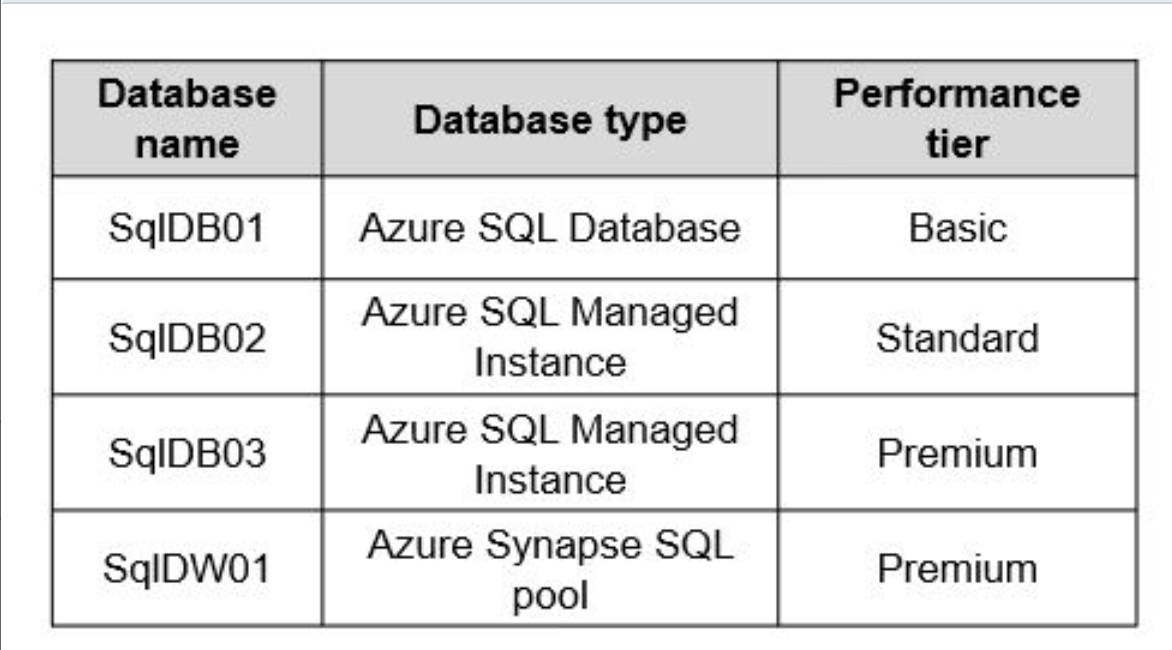 Database name
Database type
Performance tier
SqlDB01
Azure SQL Database
Basic
SqlDB02
Azure SQL Managed Instance
Standard
SqlDB03
Azure SQL Managed Instance
Premium
SqlDW01
Azure Synapse SQL pool
Premium